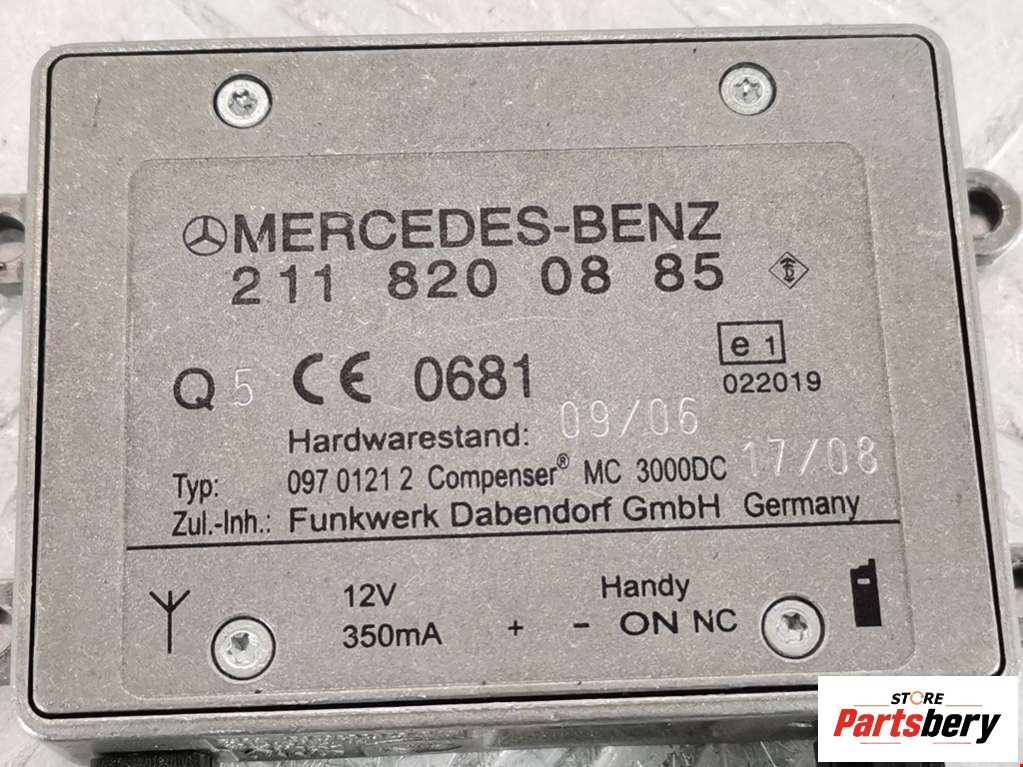 MERCEDES-BENZ
211 820 08 85
Q 5 CE 0681 e 1
022019
Hardwarestand: 09/06
Typ: 097 0121 2 Compenser® MC 3000DC 17/08
Zul.-Inh.: Funkwerk Dabendorf GmbH Germany
12V Handy
350mA + - ON NC
STORE
Partsbery